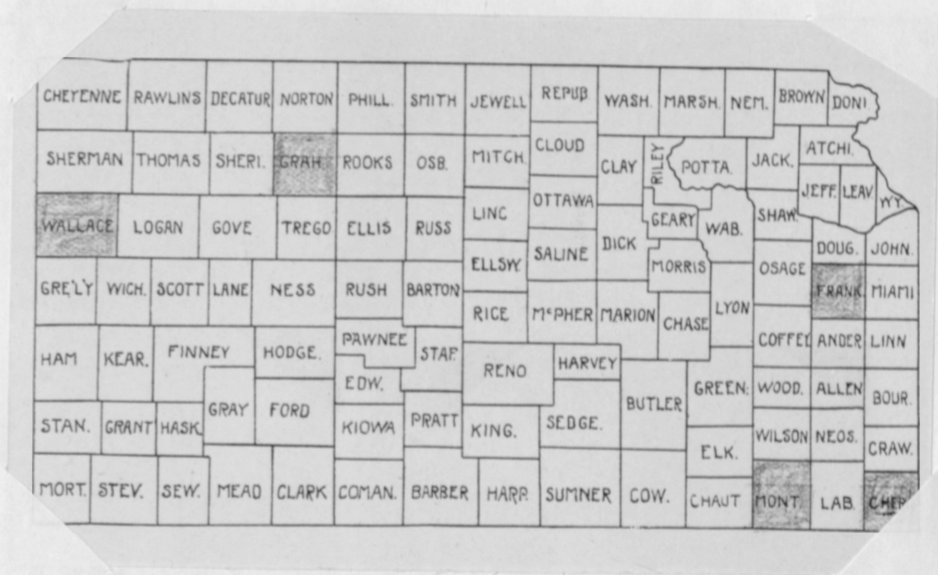 CHEYENNE RAWLINS DECATUR NORTON PHILL. SMITH JEWELL REPUB WASH. MARSH. NEM. BROWN DONI.
SHERMAN THOMAS SHERI. GRAH. ROOKS OSB. MITCH. CLOUD CLAY RILEY POTTA. JACK. ATCHI.
JEFF. LEAV WY.
WALLACE LOGAN GOVE TREGO ELLIS RUSS LINC OTTAWA DICK GEARY WAB. SHAW. DOUG. JOHN.
ELLSW. SALINE MORRIS OSAGE
GRE'LY WICH. SCOTT LANE NESS RUSH BARTON RICE McPHER MARION CHASE LYON FRANK MIAMI
HAM KEAR. FINNEY HODGE. PAWNEE STAF. RENO HARVEY COFFEE ANDER LINN
EDW. BUTLER GREEN. WOOD. ALLEN BOUR.
STAN. GRANT HASK. GRAY FORD KIOWA PRATT KING. SEDGE. ELK. WILSON NEOS. CRAW.
MORT. STEV. SEW. MEAD CLARK COMAN. BARBER HARP. SUMNER COW. CHAUT MONT. LAB. CHER.